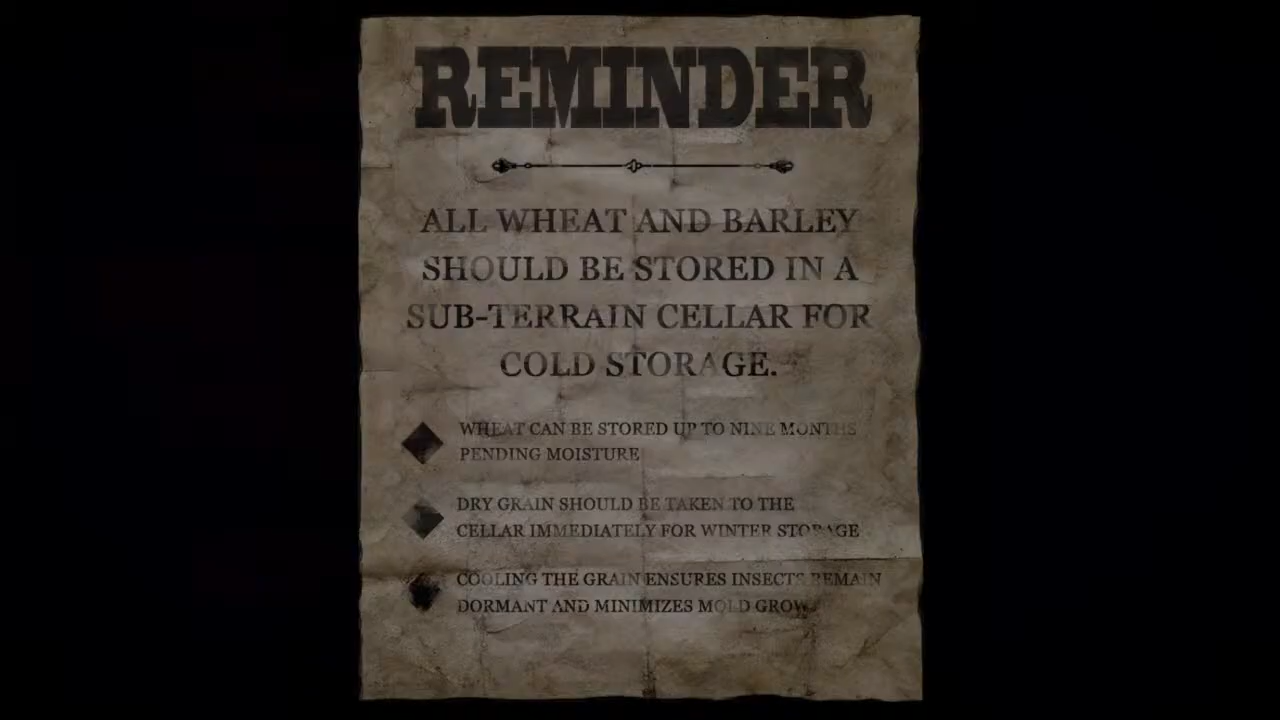 REMINDER
ALL WHEAT AND BARLEY
SHOULD BE STORED IN A
SUB-TERRAIN CELLAR FOR
COLD STORAGE.
WHEAT CAN BE STORED UP TO NINE MONTHS
PENDING MOISTURE
DRY GRAIN SHOULD BE TAKEN TO THE
CELLAR IMMEDIATELY FOR WINTER STORAGE
COOLING THE GRAIN ENSURES INSECTS REMAIN
DORMANT AND MINIMIZES MOLD